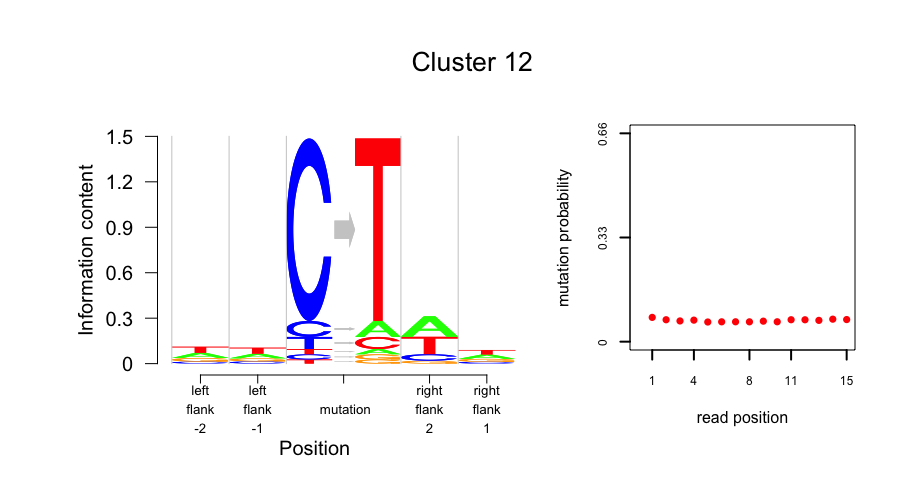 Cluster 12
Information content
1.5
1.2
0.9
0.6
0.3
0
C T
C A A
T C T
left flank -2
left flank -1
mutation
right flank 2
right flank 1
Position
mutation probability
0.66
0.33
0
1 4 8 11 15
read position